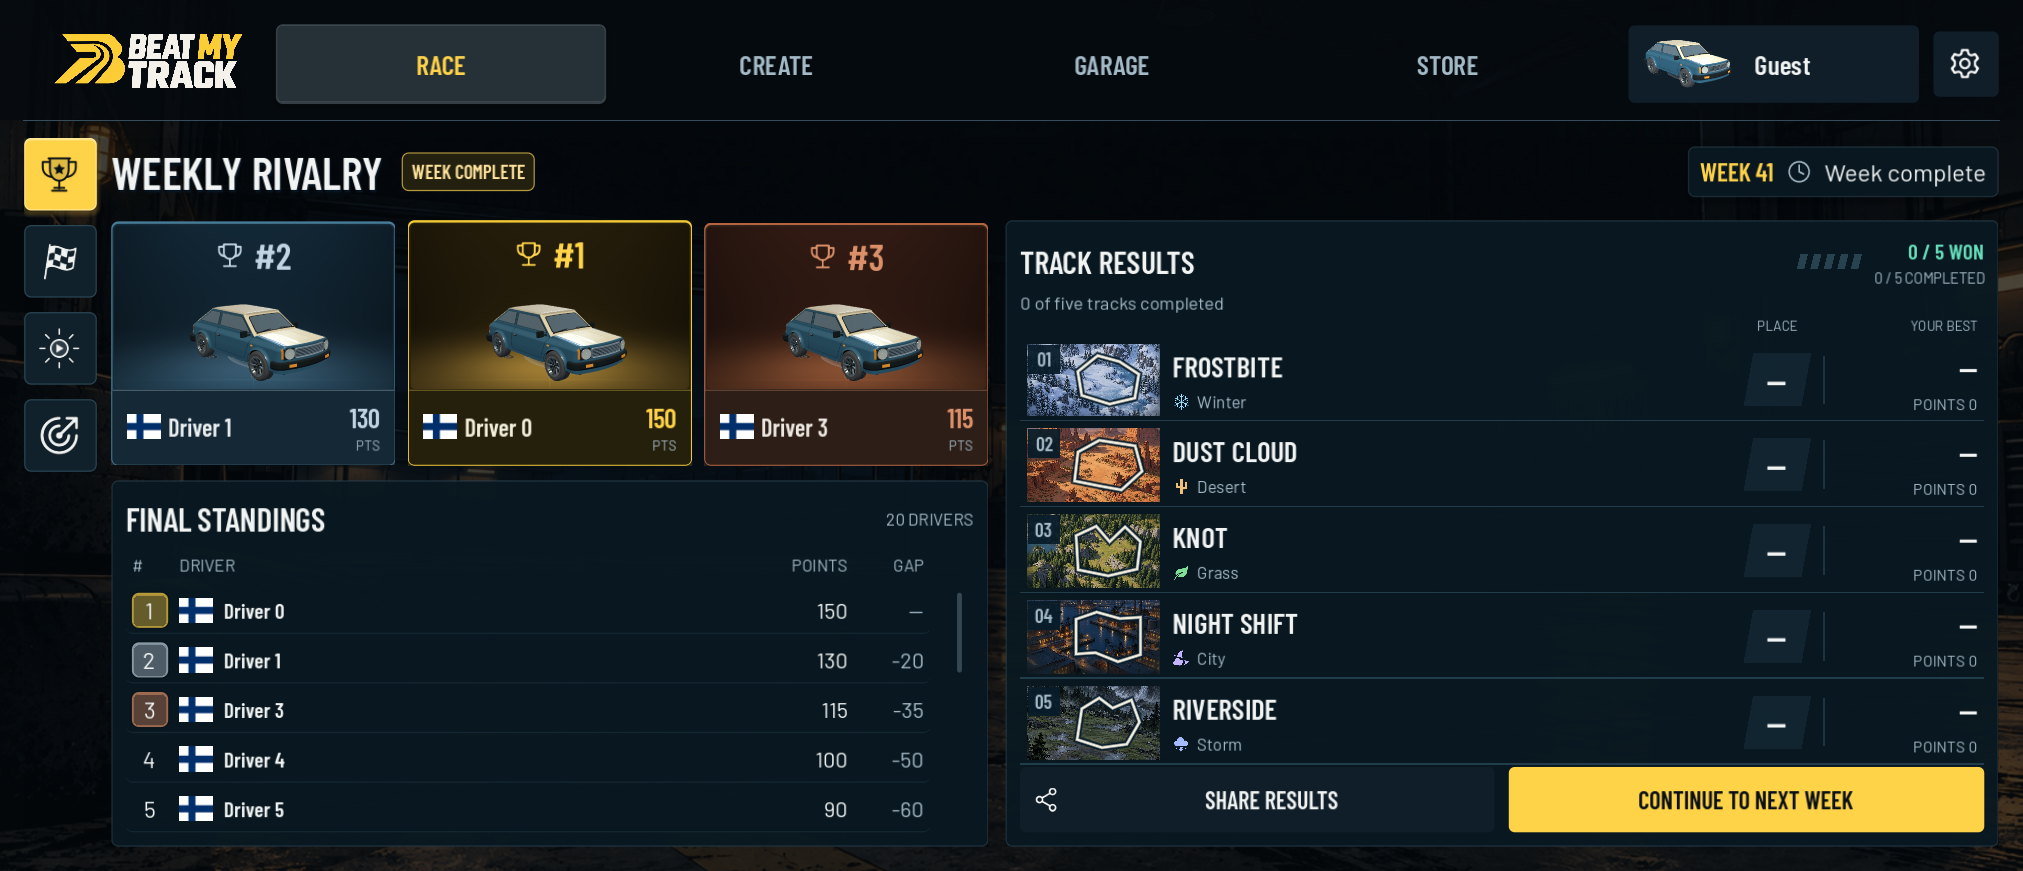 BEAT MY
TRACK
RACE
CREATE
GARAGE
STORE
Guest
WEEKLY RIVALRY
WEEK COMPLETE
WEEK 41
Week complete
#2
Driver 1
130
PTS
#1
Driver 0
150
PTS
#3
Driver 3
115
PTS
FINAL STANDINGS
20 DRIVERS
# DRIVER POINTS GAP
1 Driver 0 150 –
2 Driver 1 130 -20
3 Driver 3 115 -35
4 Driver 4 100 -50
5 Driver 5 90 -60
TRACK RESULTS
0 / 5 WON
0 / 5 COMPLETED
0 of five tracks completed
PLACE YOUR BEST
01 FROSTBITE – –
Winter POINTS 0
02 DUST CLOUD – –
Desert POINTS 0
03 KNOT – –
Grass POINTS 0
04 NIGHT SHIFT – –
City POINTS 0
05 RIVERSIDE – –
Storm POINTS 0
SHARE RESULTS
CONTINUE TO NEXT WEEK